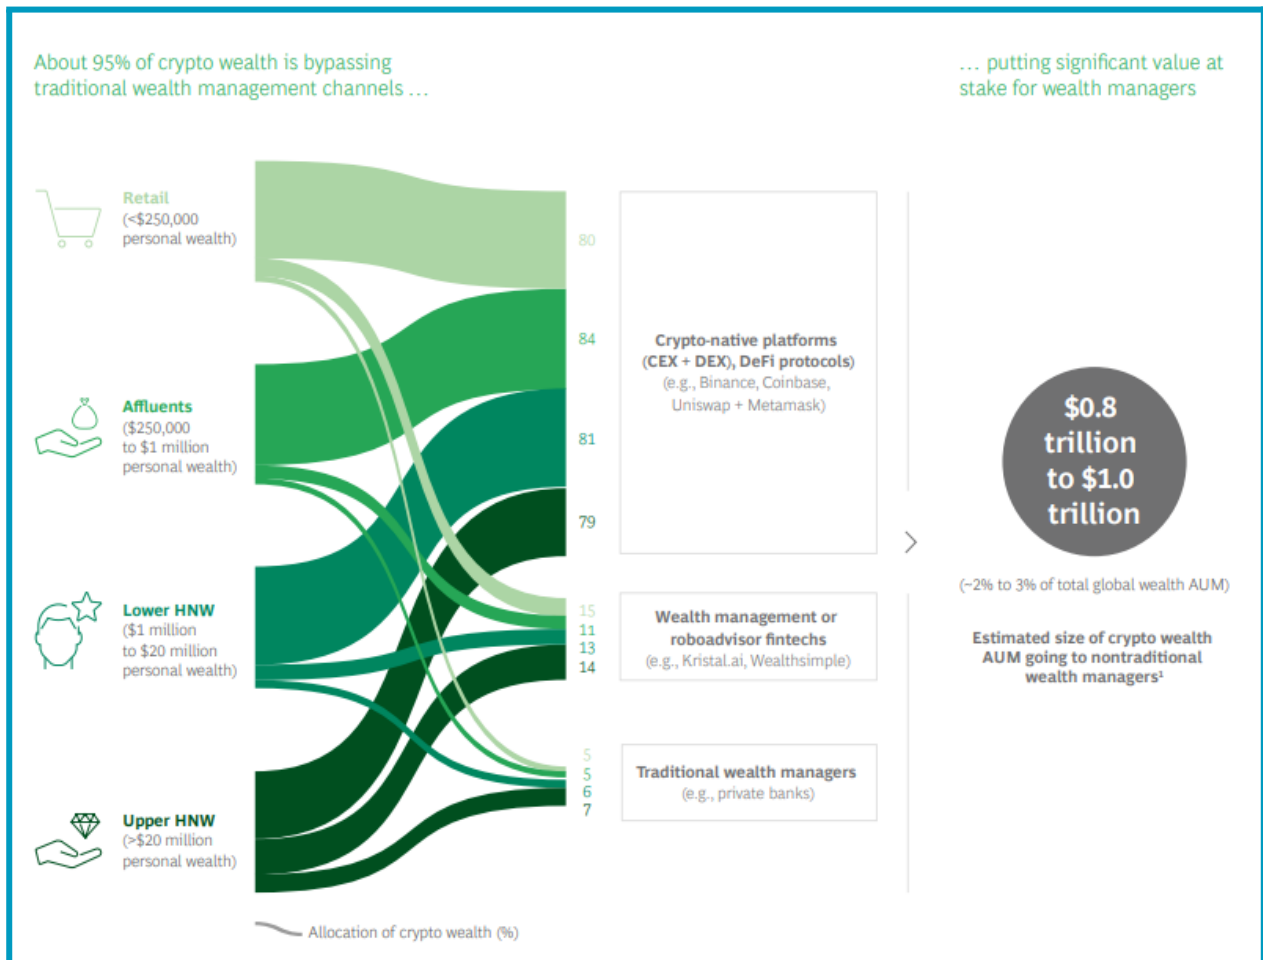 About 95% of crypto wealth is bypassing
traditional wealth management channels ...
... putting significant value at
stake for wealth managers
Retail
(<$250,000
personal wealth)
Affluents
($250,000
to $1 million
personal wealth)
Lower HNW
($1 million
to $20 million
personal wealth)
Upper HNW
(>$20 million
personal wealth)
80
84
81
79
15
11
13
14
5
5
6
7
Crypto-native platforms
(CEX + DEX), DeFi protocols)
(e.g., Binance, Coinbase,
Uniswap + Metamask)
Wealth management or
roboadvisor fintechs
(e.g., Kristal.ai, Wealthsimple)
Traditional wealth managers
(e.g., private banks)
$0.8
trillion
to $1.0
trillion
(~2% to 3% of total global wealth AUM)
Estimated size of crypto wealth
AUM going to nontraditional
wealth managers¹
Allocation of crypto wealth (%)